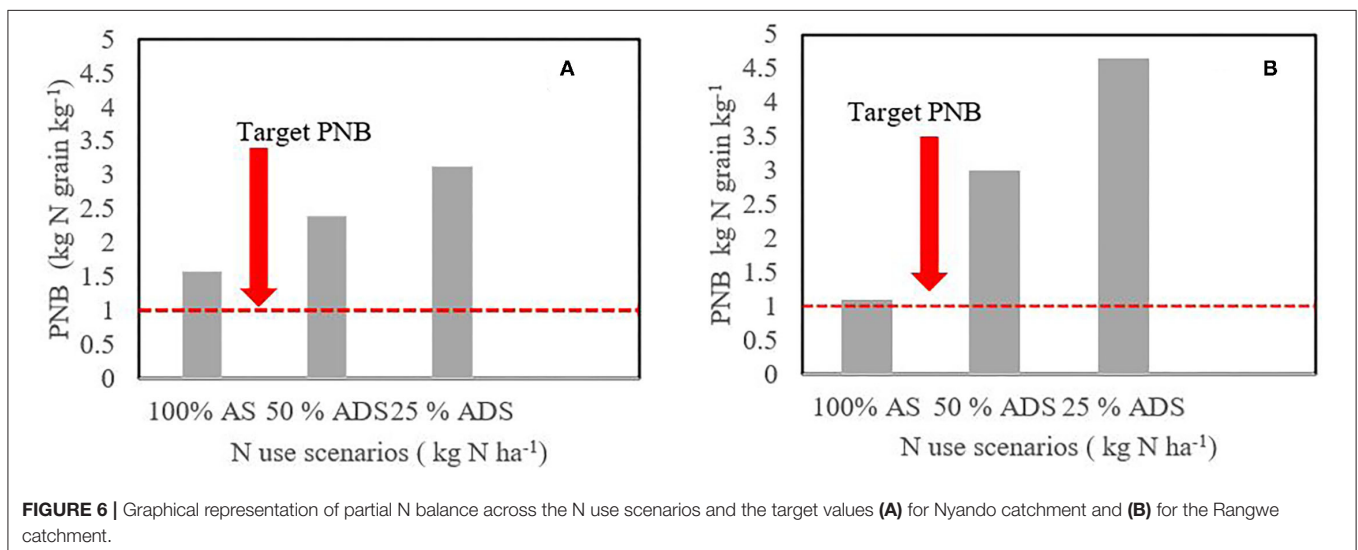 5
4.5
4
3.5
3
2.5
2
1.5
1
0.5
0
PNB (kg N grain kg-1)
A
Target PNB
100% AS 50 % ADS25 % ADS
N use scenarios ( kg N ha-1)
5
4.5
4
3.5
3
2.5
2
1.5
1
0.5
0
PNB kg N grain kg-1
B
Target PNB
100% AS 50 % ADS 25 % ADS
N use scenarios ( kg N ha-1)
FIGURE 6 | Graphical representation of partial N balance across the N use scenarios and the target values (A) for Nyando catchment and (B) for the Rangwe
catchment.